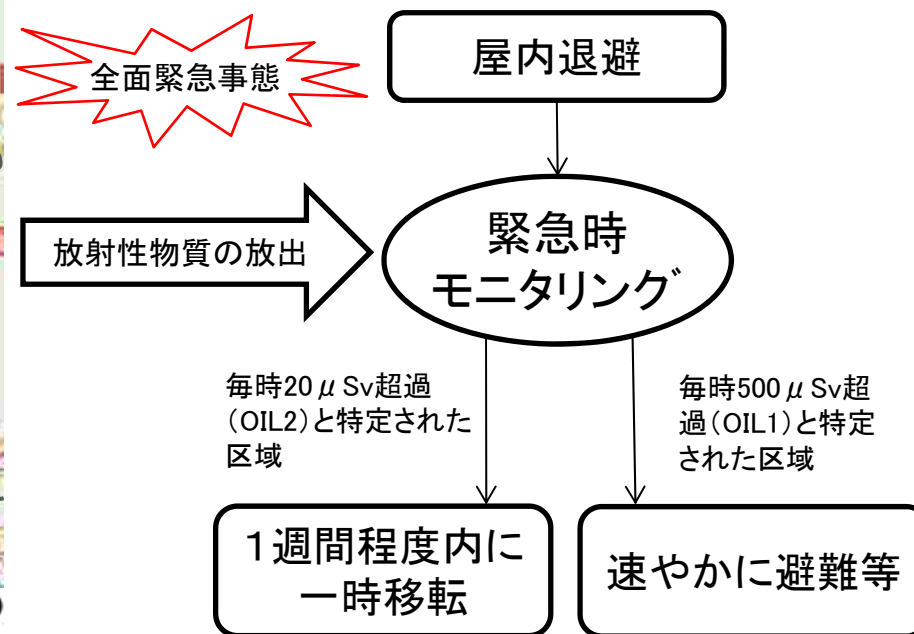 全面緊急事態
屋内退避
放射性物質の放出
緊急時
モニタリング
毎時20μSv超過
(OIL2)と特定された
区域
毎時500μSv超
過(OIL1)と特定
された区域
1週間程度内に
一時移転
速やかに避難等